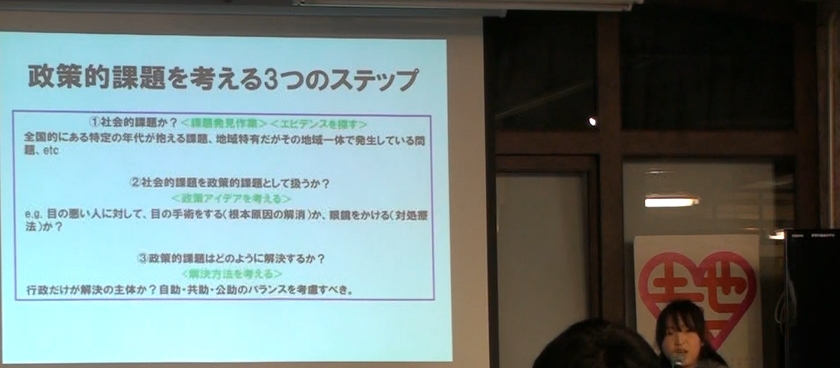 政策的課題を考える3つのステップ
①社会的課題か？<課題発見作業><エビデンスを探す>
全国的にある特定の年代が抱える課題、地域特有だがその地域一体で発生している問
題、etc
②社会的課題を政策的課題として扱うか？
<政策アイデアを考える>
e.g. 目の悪い人に対して、目の手術をする(根本原因の解消)か、眼鏡をかける(対処療
法)か？
③政策的課題はどのように解決するか？
<解決方法を考える>
行政だけが解決の主体か？自助・共助・公助のバランスを考慮すべき。